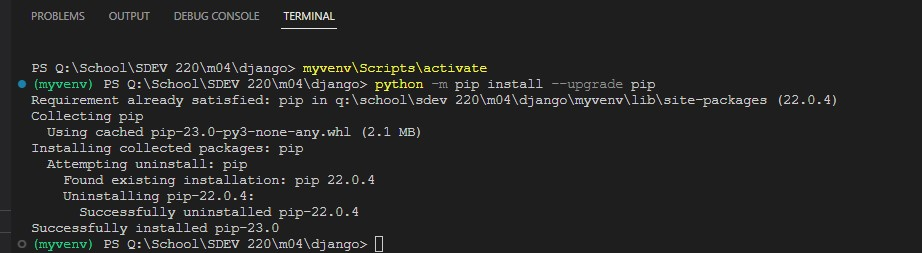 PROBLEMS OUTPUT DEBUG CONSOLE TERMINAL
PS Q:\School\SDEV 220\m04\django> myvenv\Scripts\activate
(myvenv) PS Q:\School\SDEV 220\m04\django> python -m pip install --upgrade pip
Requirement already satisfied: pip in q:\school\sdev 220\m04\django\myvenv\lib\site-packages (22.0.4)
Collecting pip
  Using cached pip-23.0-py3-none-any.whl (2.1 MB)
Installing collected packages: pip
  Attempting uninstall: pip
    Found existing installation: pip 22.0.4
    Uninstalling pip-22.0.4:
      Successfully uninstalled pip-22.0.4
Successfully installed pip-23.0
(myvenv) PS Q:\School\SDEV 220\m04\django>